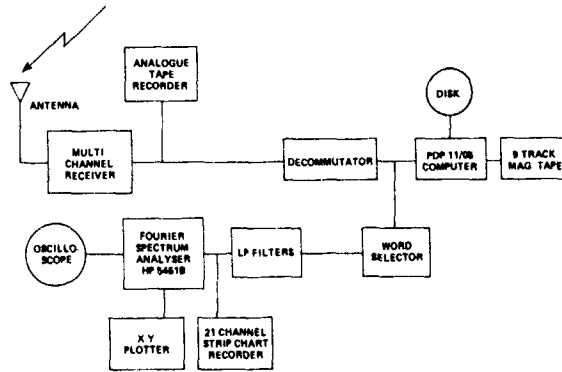 ANALOGUE
TAPE
RECORDER
ANTENNA
DISK
MULTI
CHANNEL
RECEIVER
DECOMMUTATOR
PDP 11/05
COMPUTER
9 TRACK
MAG TAPE
OSCILLO-
SCOPE
FOURIER
SPECTRUM
ANALYSER
HP 5451B
LP FILTERS
WORD
SELECTOR
X Y
PLOTTER
21 CHANNEL
STRIP CHART
RECORDER